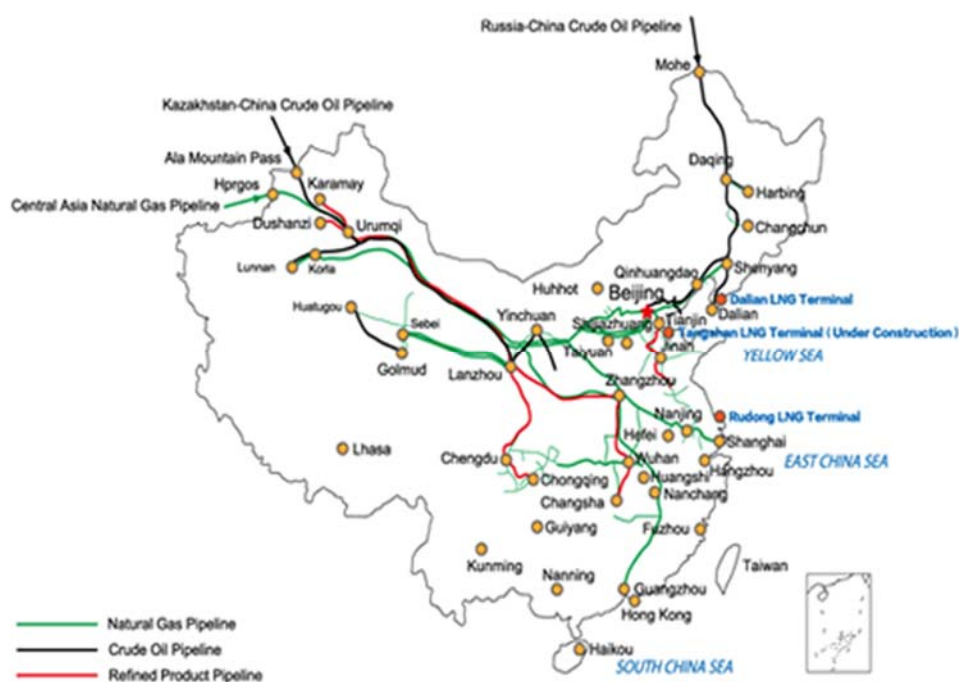 Russia-China Crude Oil Pipeline
Mohe
Kazakhstan-China Crude Oil Pipeline
Ala Mountain Pass
Daqing
Hprgos
Karamay
Harbing
Central Asia Natural Gas Pipeline
Dushanzi
Urumqi
Changchun
Lunnan
Korla
Qinhuangdao
Shenyang
Huhhot
Beijing
Dalian LNG Terminal
Huatugou
Yinchuan
Dalian
Sebei
Shijiazhuang
Tianjin
Tangshan LNG Terminal ( Under Construction )
Taiyuan
Jinan
YELLOW SEA
Golmud
Lanzhou
Zhangzhou
Nanjing
Rudong LNG Terminal
Hefei
Shanghai
Lhasa
Chengdu
Wuhan
Hangzhou
EAST CHINA SEA
Chongqing
Huangshi
Changsha
Nanchang
Guiyang
Fuzhou
Kunming
Taiwan
Nanning
Guangzhou
Hong Kong
Natural Gas Pipeline
Crude Oil Pipeline
Haikou
SOUTH CHINA SEA
Refined Product Pipeline